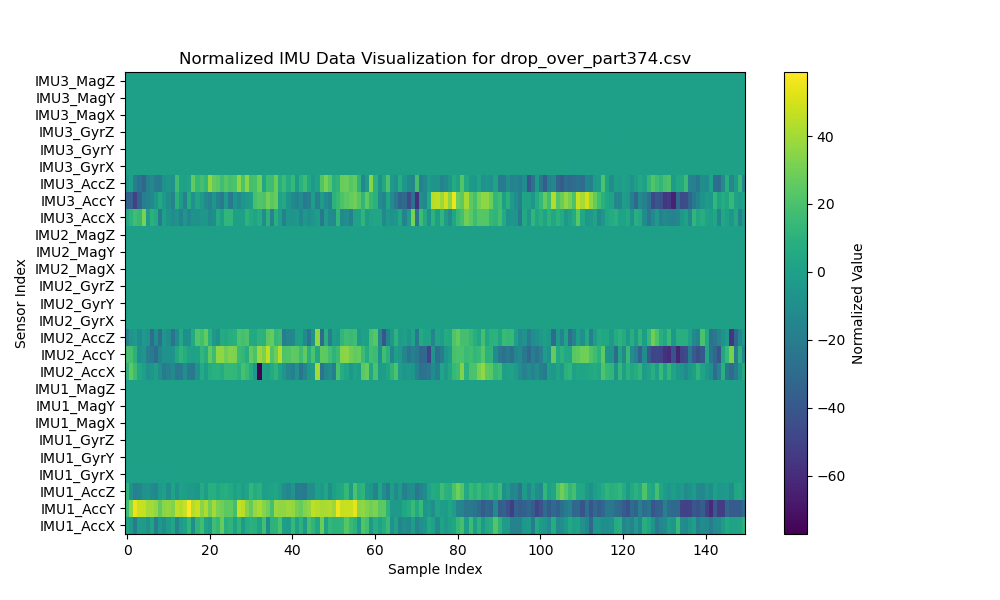 Normalized IMU Data Visualization for drop_over_part374.csv
Sensor Index
IMU3_MagZ
IMU3_MagY
IMU3_MagX
IMU3_GyrZ
IMU3_GyrY
IMU3_GyrX
IMU3_AccZ
IMU3_AccY
IMU3_AccX
IMU2_MagZ
IMU2_MagY
IMU2_MagX
IMU2_GyrZ
IMU2_GyrY
IMU2_GyrX
IMU2_AccZ
IMU2_AccY
IMU2_AccX
IMU1_MagZ
IMU1_MagY
IMU1_MagX
IMU1_GyrZ
IMU1_GyrY
IMU1_GyrX
IMU1_AccZ
IMU1_AccY
IMU1_AccX
0 20 40 60 80 100 120 140
Sample Index
40
20
0
−20
−40
−60
Normalized Value